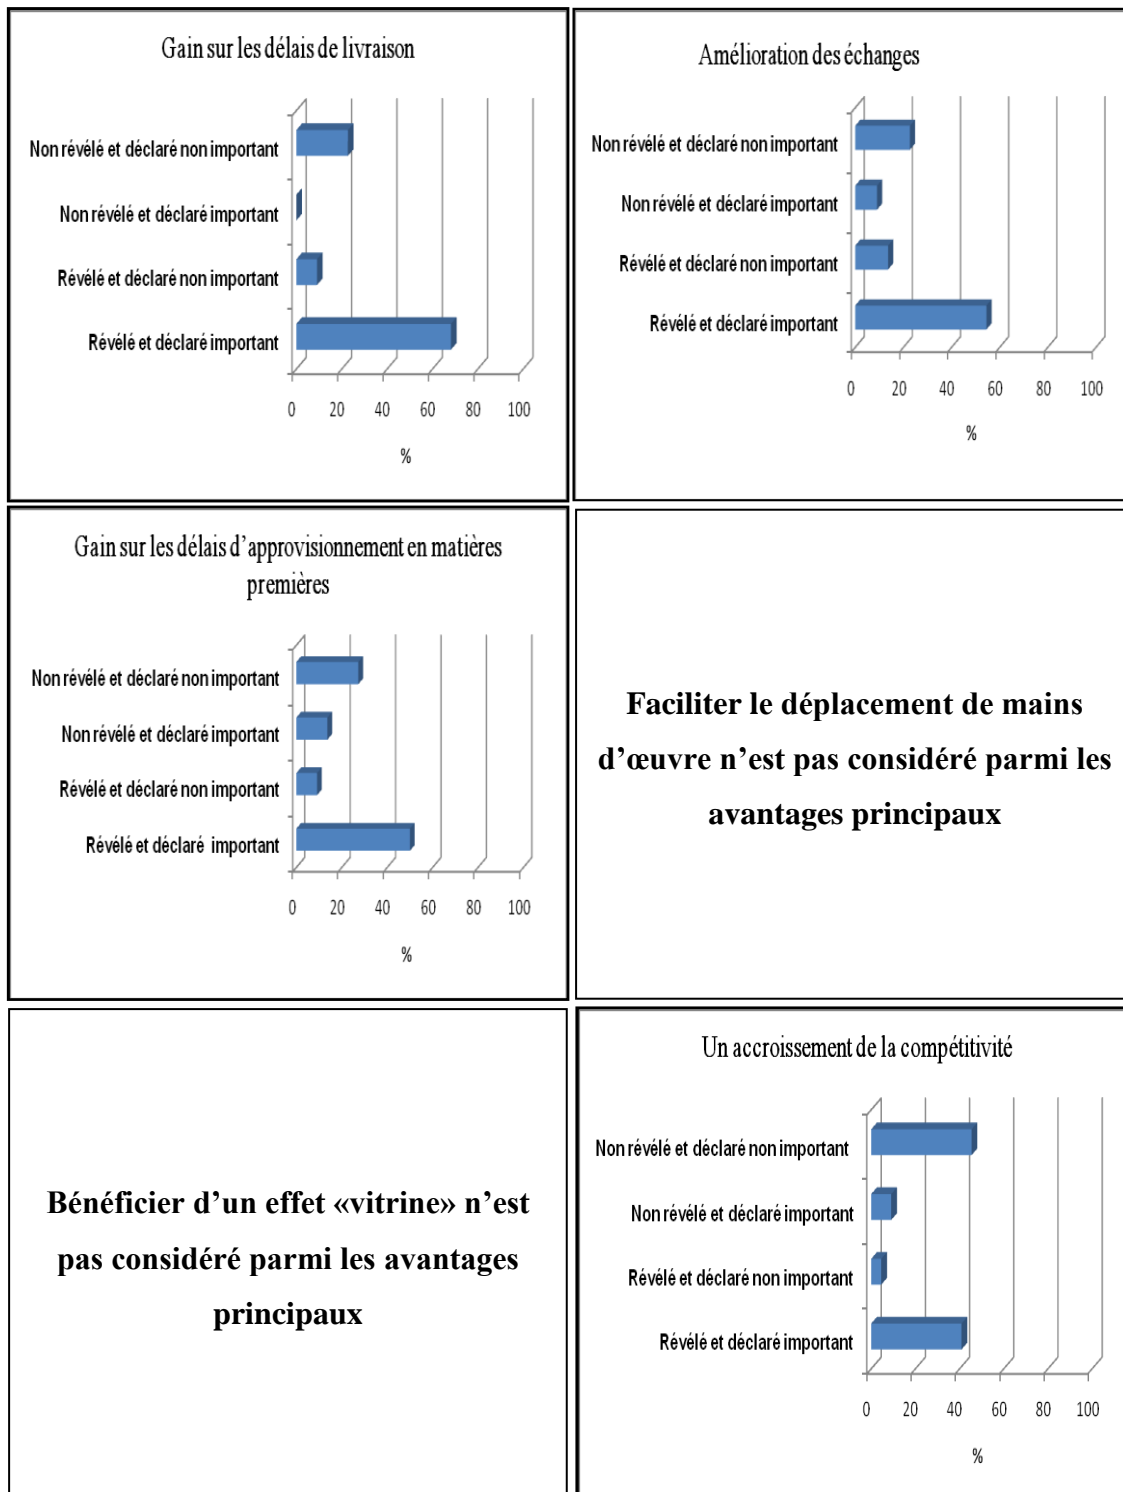 Gain sur les délais de livraison
Non révélé et déclaré non important
Non révélé et déclaré important
Révélé et déclaré non important
Révélé et déclaré important
0 20 40 60 80 100
%
Amélioration des échanges
Non révélé et déclaré non important
Non révélé et déclaré important
Révélé et déclaré non important
Révélé et déclaré important
0 20 40 60 80 100
%
Gain sur les délais d’approvisionnement en matières
premières
Non révélé et déclaré non important
Non révélé et déclaré important
Révélé et déclaré non important
Révélé et déclaré important
0 20 40 60 80 100
%
Faciliter le déplacement de mains
d’œuvre n’est pas considéré parmi les
avantages principaux
Bénéficier d’un effet «vitrine» n’est
pas considéré parmi les avantages
principaux
Un accroissement de la compétitivité
Non révélé et déclaré non important
Non révélé et déclaré important
Révélé et déclaré non important
Révélé et déclaré important
0 20 40 60 80 100
%